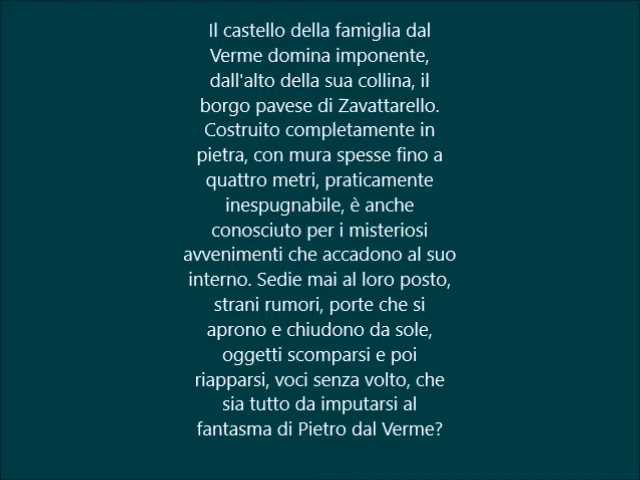 Il castello della famiglia dal
Verme domina imponente,
dall'alto della sua collina, il
borgo pavese di Zavattarello.
Costruito completamente in
pietra, con mura spesse fino a
quattro metri, praticamente
inespugnabile, è anche
conosciuto per i misteriosi
avvenimenti che accadono al suo
interno. Sedie mai al loro posto,
strani rumori, porte che si
aprono e chiudono da sole,
oggetti scomparsi e poi
riapparsi, voci senza volto, che
sia tutto da imputarsi al
fantasma di Pietro dal Verme?